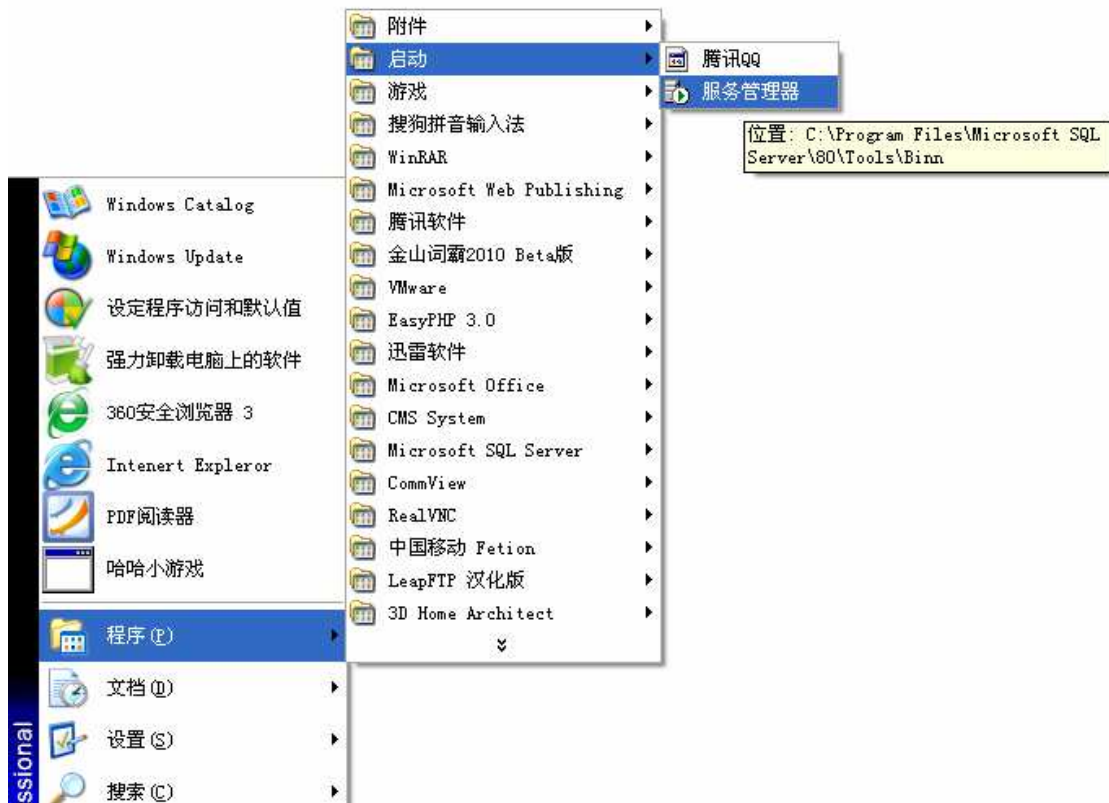 附件
启动
游戏
搜狗拼音输入法
WinRAR
Microsoft Web Publishing
腾讯软件
金山词霸2010 Beta版
VMware
EasyPHP 3.0
迅雷软件
Microsoft Office
CMS System
Microsoft SQL Server
CommView
RealVNC
中国移动 Fetion
LeapFTP 汉化版
3D Home Architect
腾讯QQ
服务管理器
位置: C:\Program Files\Microsoft SQL
Server\80\Tools\Binn
Windows Catalog
Windows Update
设定程序访问和默认值
强力卸载电脑上的软件
360安全浏览器 3
Intenert Expleror
PDF阅读器
哈哈小游戏
程序(P)
文档(D)
设置(S)
搜索(C)
ssional